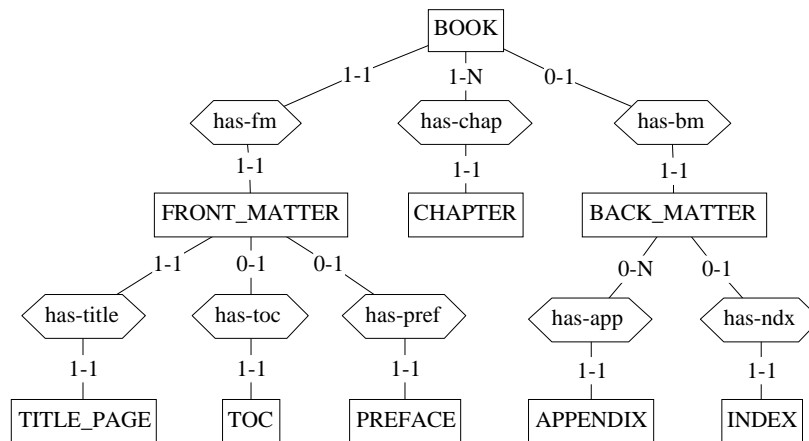 BOOK
1-1 1-N 0-1
has-fm has-chap has-bm
1-1 1-1 1-1
FRONT_MATTER CHAPTER BACK_MATTER
1-1 0-1 0-1 0-N 0-1
has-title has-toc has-pref has-app has-ndx
1-1 1-1 1-1 1-1 1-1
TITLE_PAGE TOC PREFACE APPENDIX INDEX